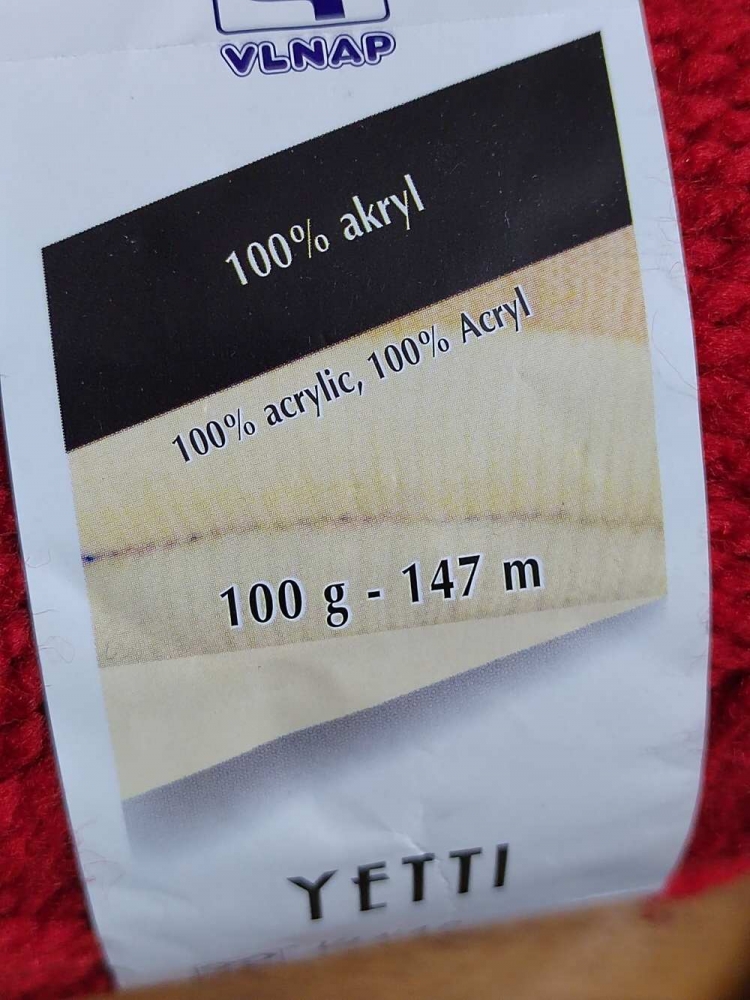 VLNAP
100% akryl
100% acrylic, 100% Acryl
100 g - 147 m
YETTI